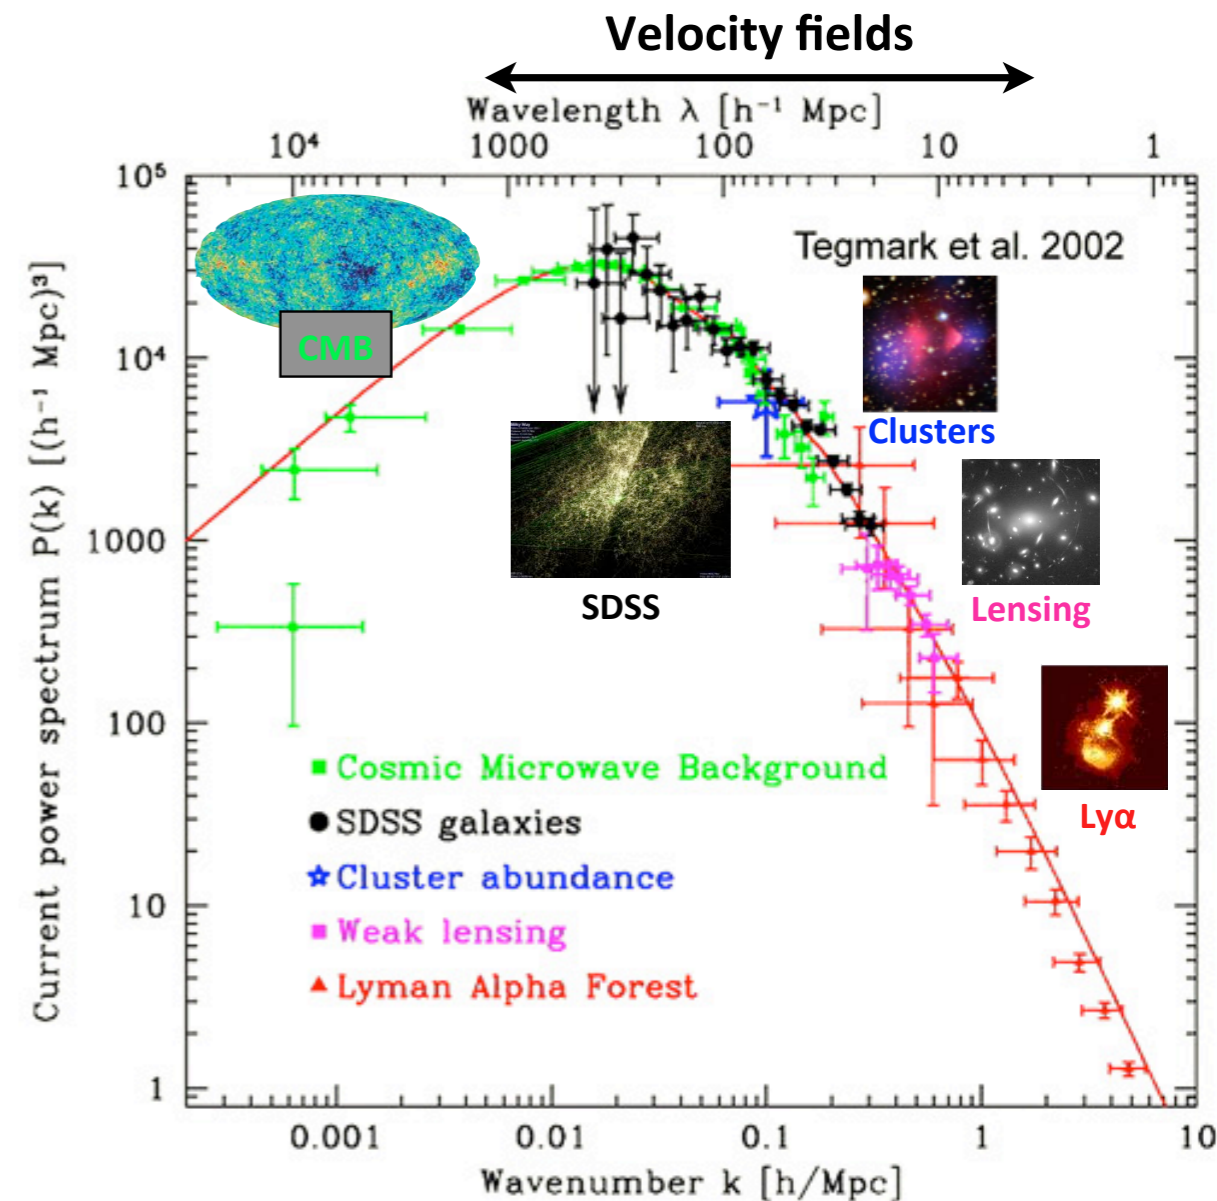 Velocity fields
Wavelength λ [h⁻¹ Mpc]
10⁴ 1000 100 10 1
10⁵
10⁴
1000
100
10
1
Current power spectrum P(k) [(h⁻¹ Mpc)³]
Tegmark et al. 2002
CMB
Clusters
SDSS
Lensing
Lyα
Cosmic Microwave Background
SDSS galaxies
Cluster abundance
Weak lensing
Lyman Alpha Forest
0.001 0.01 0.1 1 10
Wavenumber k [h/Mpc]